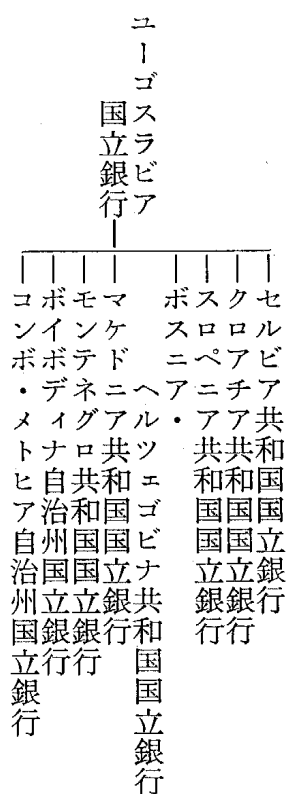 ユーゴスラビア
国立銀行
セルビア共和国国立銀行
クロアチア共和国国立銀行
スロペニア共和国国立銀行
ボスニア・
ヘルツェゴビナ共和国国立銀行
マケドニア共和国国立銀行
モンテネグロ共和国国立銀行
ボイボディナ自治州国立銀行
コンボ・メトヒア自治州国立銀行